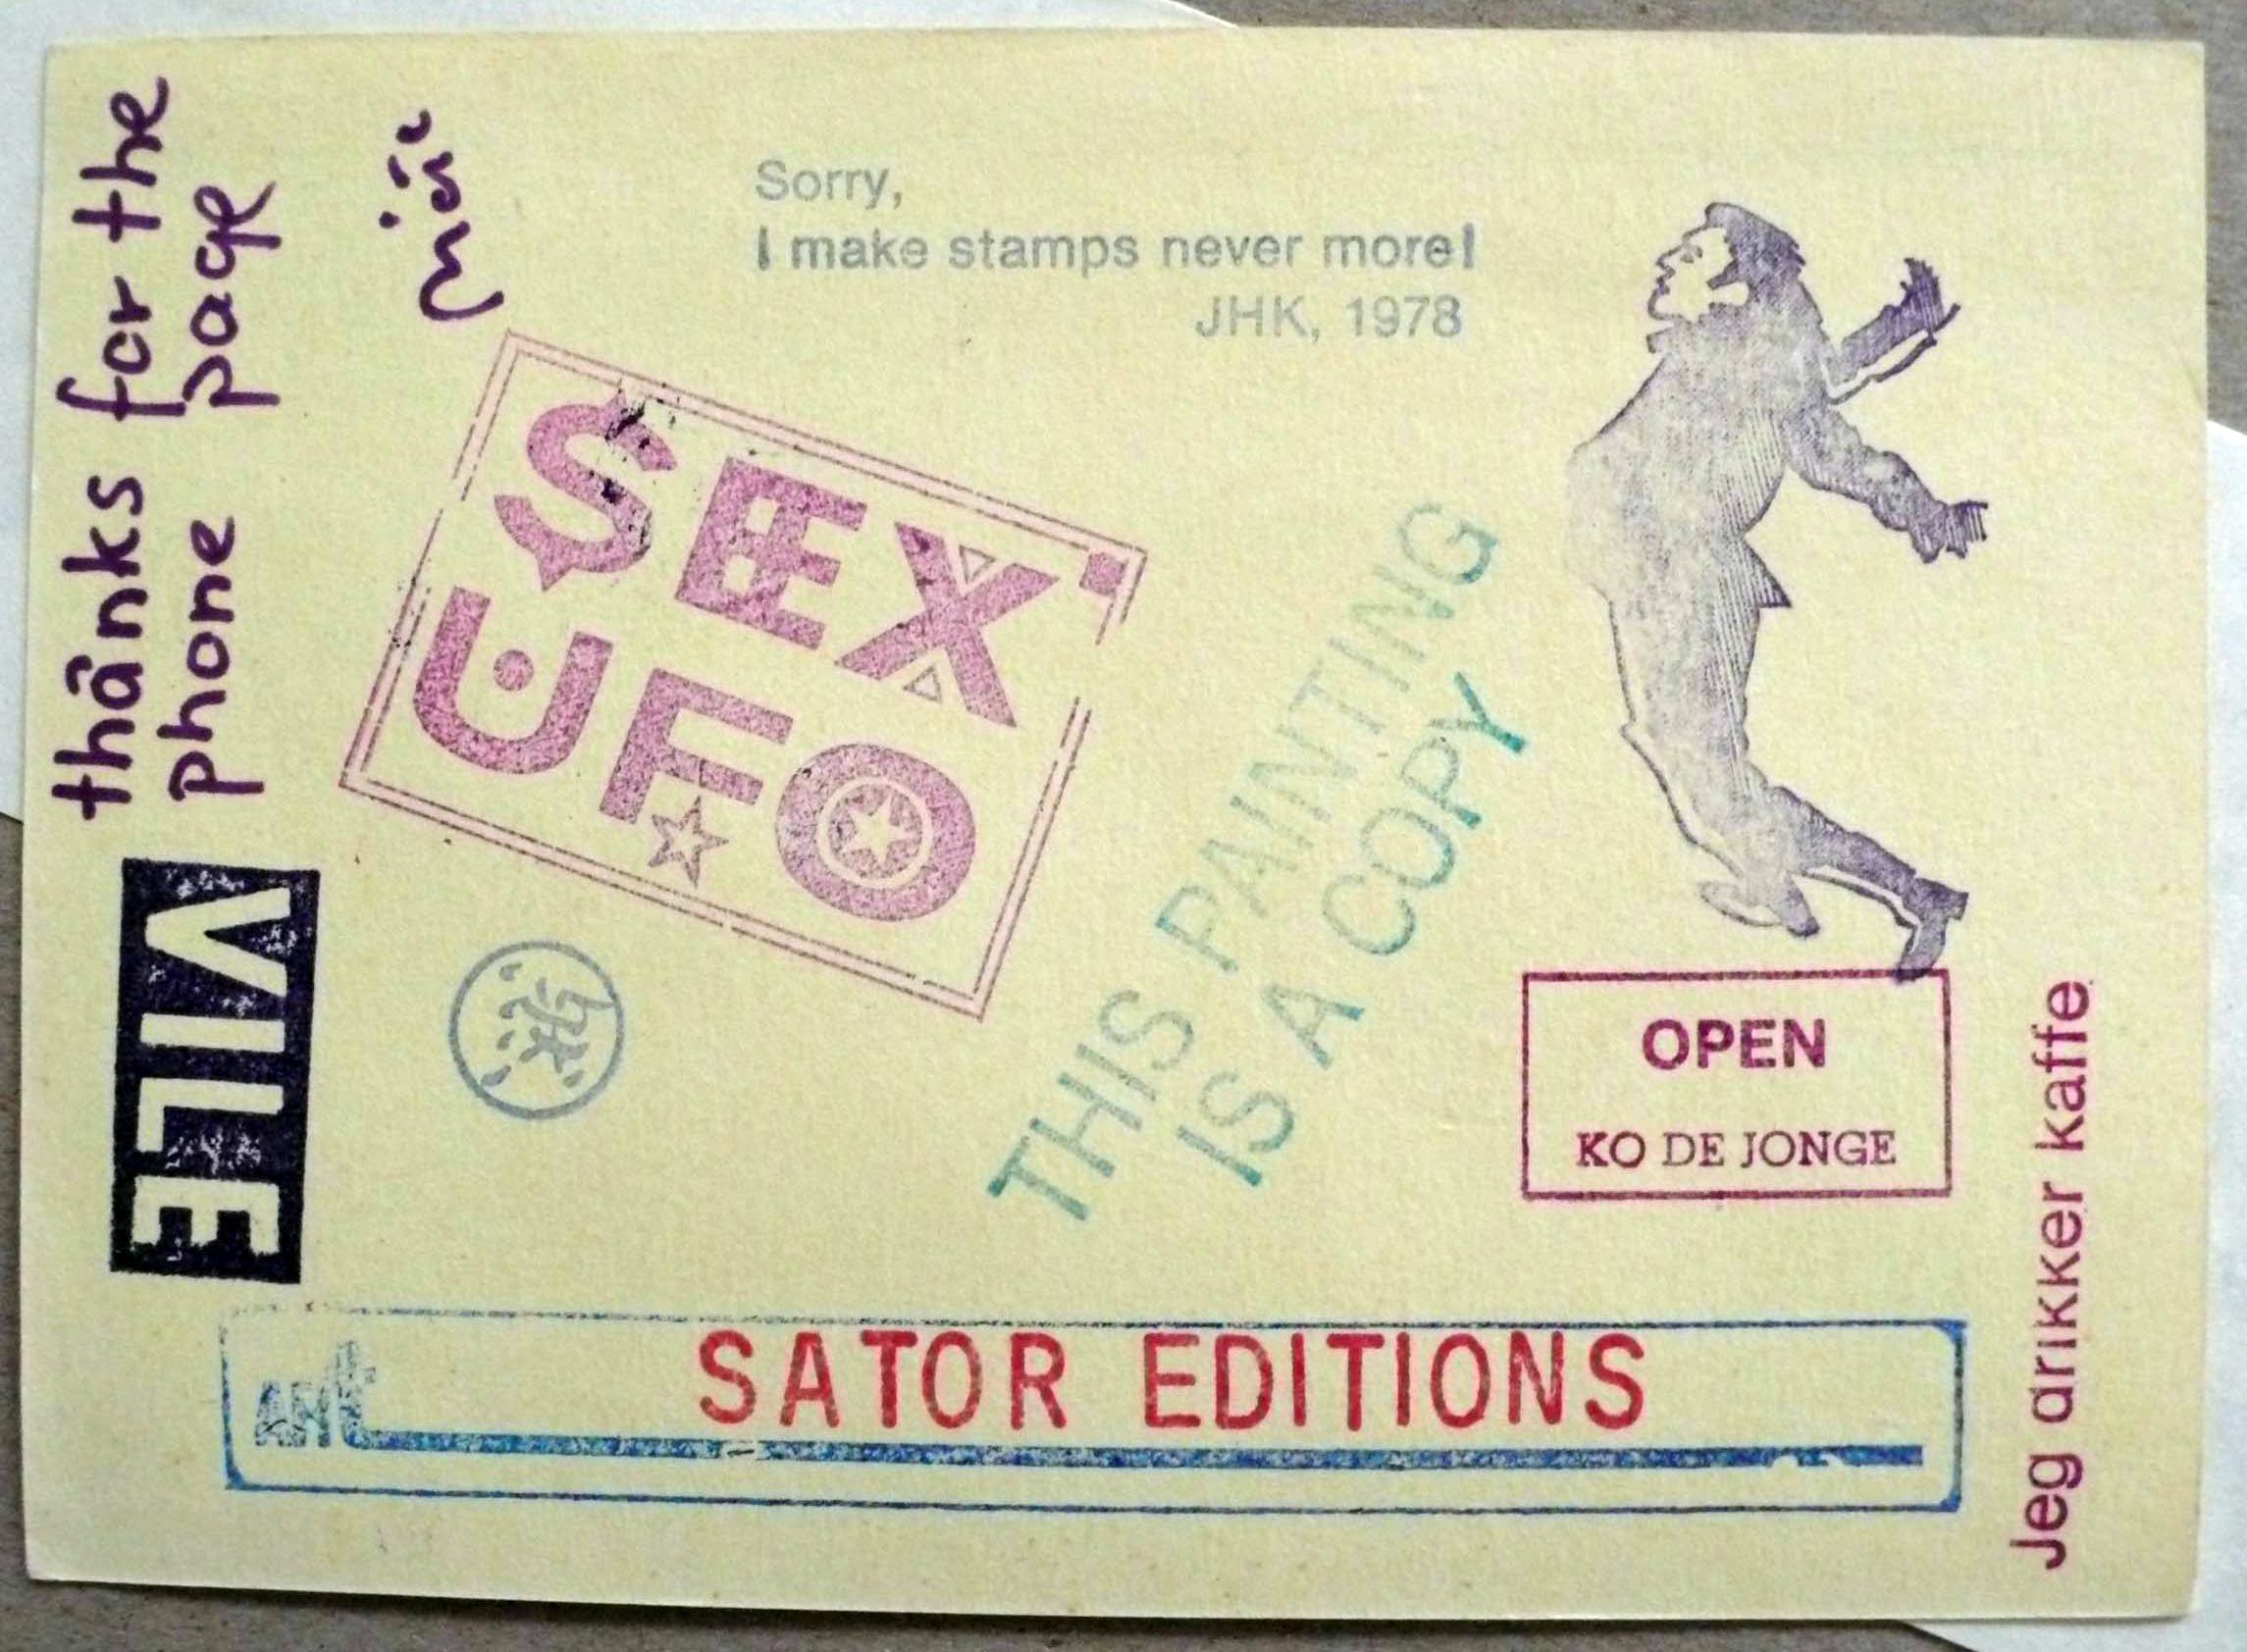 thanks for the
phone page
Sorry,
I make stamps never more!
JHK, 1978
SEX
UFO
THIS PAINTING
IS A COPY
VILE
OPEN
KO DE JONGE
Jeg drikker kaffe
SATOR EDITIONS